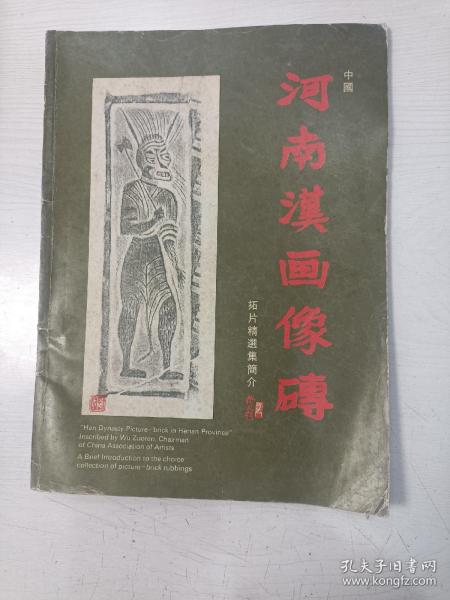 中國
河南漢画像磚
拓片精選集簡介
"Han Dynasty Picture-brick in Henan Province"
Inscribed by Wu Zuoren, Chairman
of China Association of Artists
A Brief Introduction to the choice
collection of picture-brick rubbings
孔夫子旧书网
www.kongfz.com